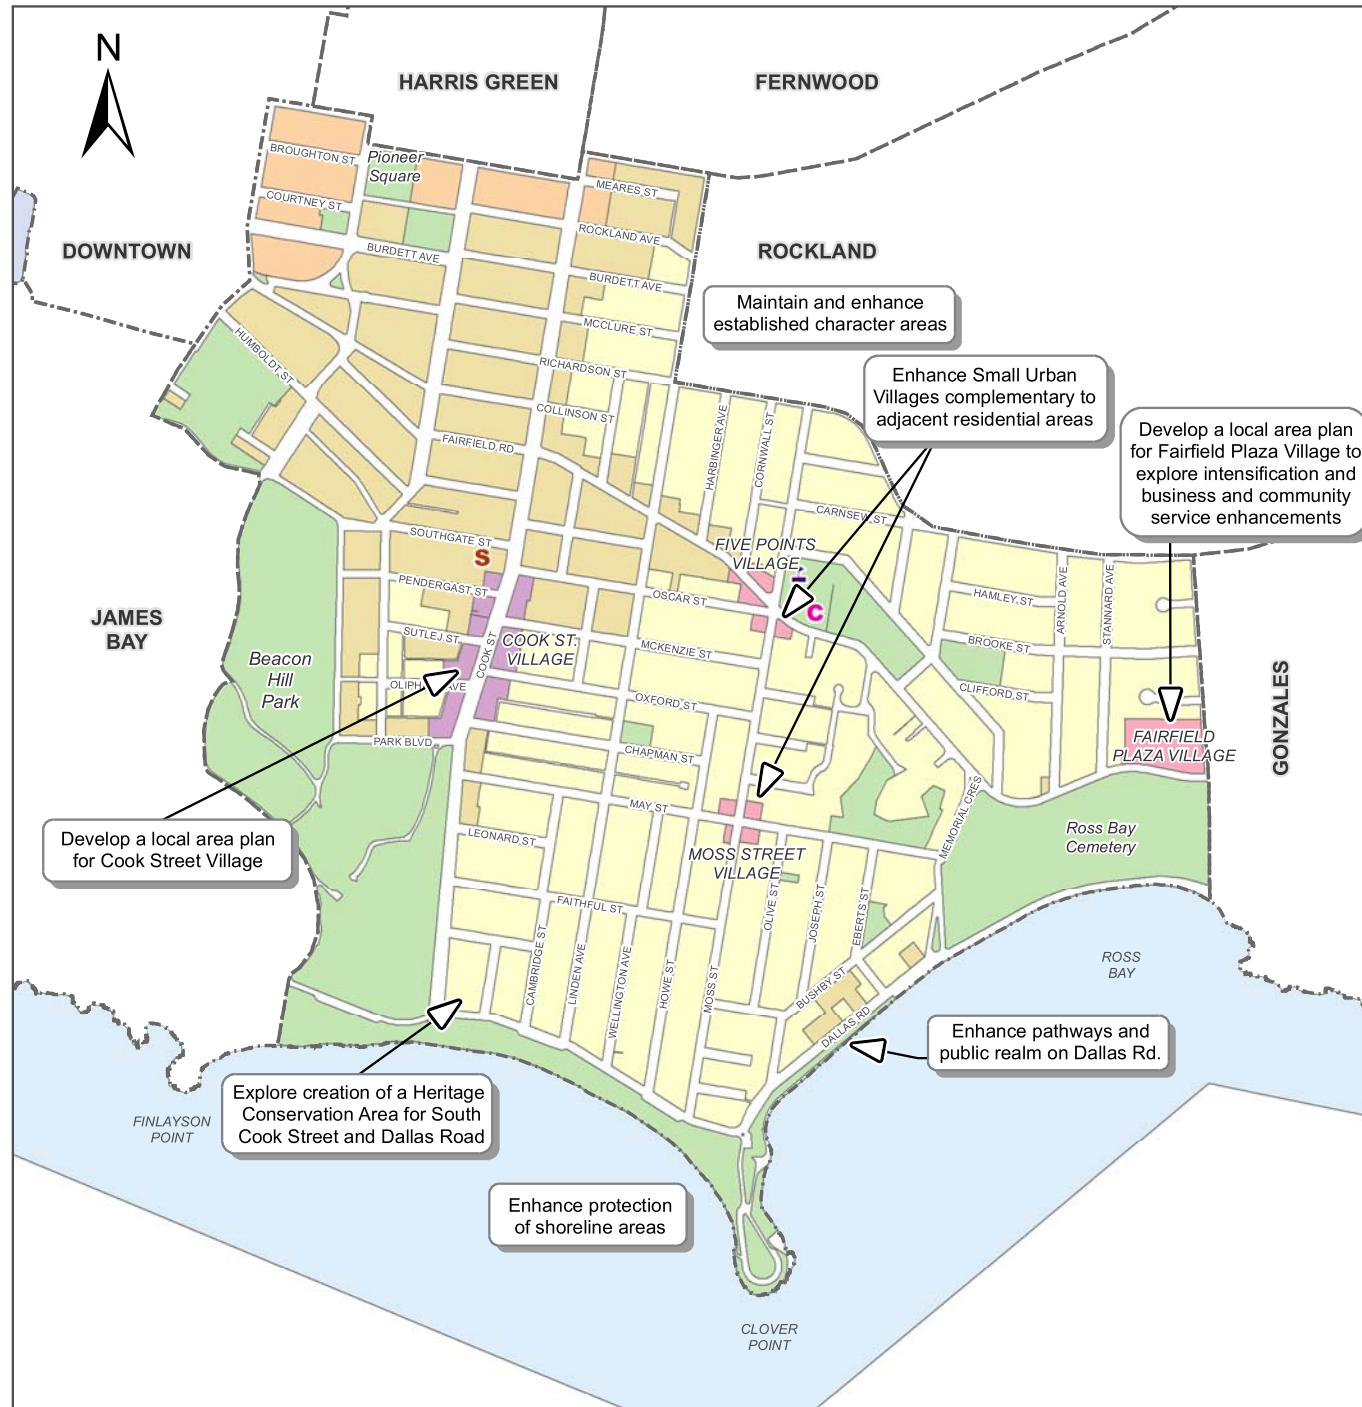 N
HARRIS GREEN
FERNWOOD
BROUGHTON ST
Pioneer
Square
MEARES ST
COURTNEY ST
ROCKLAND AVE
DOWNTOWN
BURDETT AVE
ROCKLAND
BURDETT AVE
Maintain and enhance
established character areas
MCCLURE ST
HUMBOLDT ST
RICHARDSON ST
Enhance Small Urban
Villages complementary to
adjacent residential areas
COLLINSON ST
HARBINGER AVE
CORNWALL ST
Develop a local area plan
for Fairfield Plaza Village to
explore intensification and
business and community
service enhancements
FAIRFIELD RD
CARNSEW ST
SOUTHGATE ST
S
FIVE POINTS
VILLAGE
PENDERGAST ST
OSCAR ST
C
HAMLEY ST
ARNOLD AVE
STANNARD AVE
JAMES
BAY
SUTLEJ ST
COOK ST
COOK ST.
VILLAGE
MCKENZIE ST
BROOKE ST
Beacon
Hill
Park
OLIPH
AVE
CLIFFORD ST
OXFORD ST
GONZALES
PARK BLVD
CHAPMAN ST
FAIRFIELD
PLAZA VILLAGE
MAY ST
MEMORIAL CRES
Develop a local area plan
for Cook Street Village
LEONARD ST
Ross Bay
Cemetery
MOSS STREET
VILLAGE
FAITHFUL ST
OLIVE ST
JOSEPH ST
EBERTS ST
CAMBRIDGE ST
LINDEN AVE
WELLINGTON AVE
HOWE ST
MOSS ST
BUSHBY ST
DALLAS RD
ROSS
BAY
Enhance pathways and
public realm on Dallas Rd.
Explore creation of a Heritage
Conservation Area for South
Cook Street and Dallas Road
FINLAYSON
POINT
Enhance protection
of shoreline areas
CLOVER
POINT